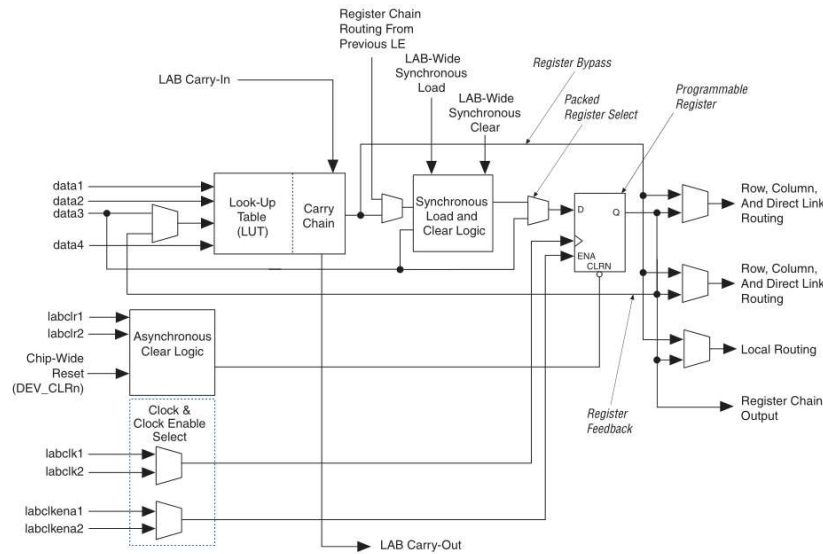 Register Chain
Routing From
Previous LE
LAB-Wide
Synchronous
Load
Register Bypass
Programmable
Register
LAB Carry-In
LAB-Wide
Synchronous
Clear
Packed
Register Select
data1
data2
data3
data4
Look-Up
Table
(LUT)
Carry
Chain
Synchronous
Load and
Clear Logic
D
Q
ENA
CLRN
Row, Column,
And Direct Link
Routing
Row, Column,
And Direct Link
Routing
Local Routing
Register Chain
Output
Register
Feedback
labclr1
labclr2
Chip-Wide
Reset
(DEV_CLRn)
Asynchronous
Clear Logic
Clock &
Clock Enable
Select
labclk1
labclk2
labclkena1
labclkena2
LAB Carry-Out